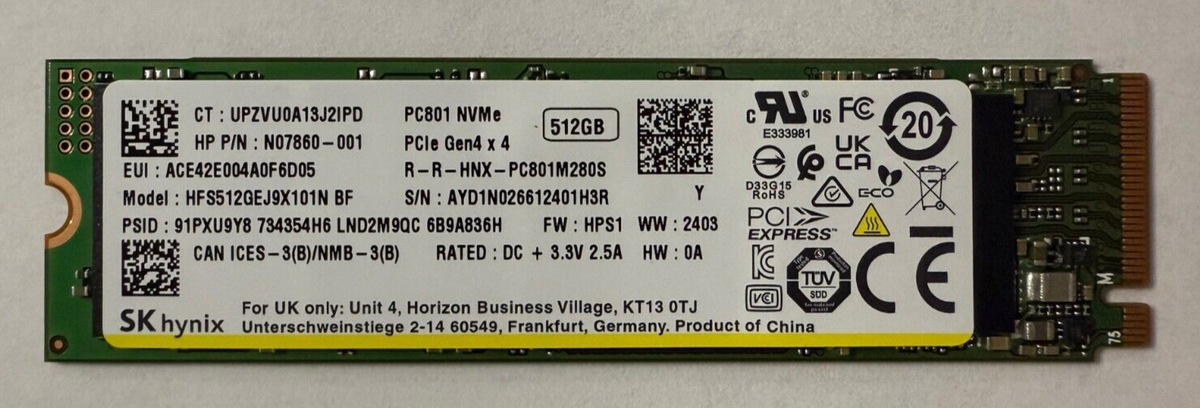 CT : UPZVU0A13J2IPD
HP P/N : N07860-001
EUI : ACE42E004A0F6D05
Model : HFS512GEJ9X101N BF
PC801 NVMe
PCIe Gen4 x 4
512GB
R-R-HNX-PC801M280S
S/N : AYD1N026612401H3R
Y
PSID : 91PXU9Y8 734354H6 LND2M9QC 6B9A836H FW : HPS1 WW : 2403
CAN ICES-3(B)/NMB-3(B) RATED : DC + 3.3V 2.5A HW : 0A
SK hynix
For UK only: Unit 4, Horizon Business Village, KT13 0TJ
Unterschweinstiege 2-14 60549, Frankfurt, Germany. Product of China
c RU® US FC
E333981
20
UK
CA
D33G15
RoHS
ECO
PCI
EXPRESS™
CE
VCI
TÜV
SÜD
1
M
75